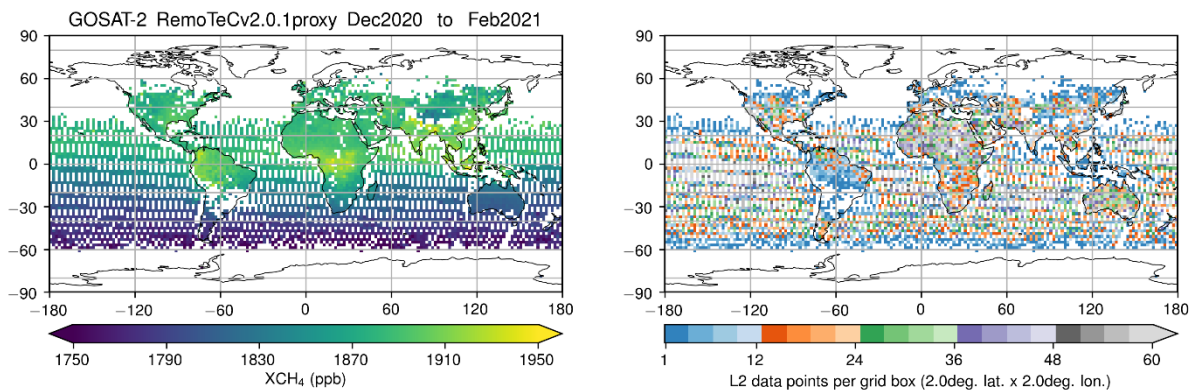 GOSAT-2 RemoTeCv2.0.1proxy Dec2020 to Feb2021
90
60
30
0
−30
−60
−90
−180 −120 −60 0 60 120 180
1750 1790 1830 1870 1910 1950
XCH₄ (ppb)
90
60
30
0
−30
−60
−90
−180 −120 −60 0 60 120 180
1 12 24 36 48 60
L2 data points per grid box (2.0deg. lat. x 2.0deg. lon.)